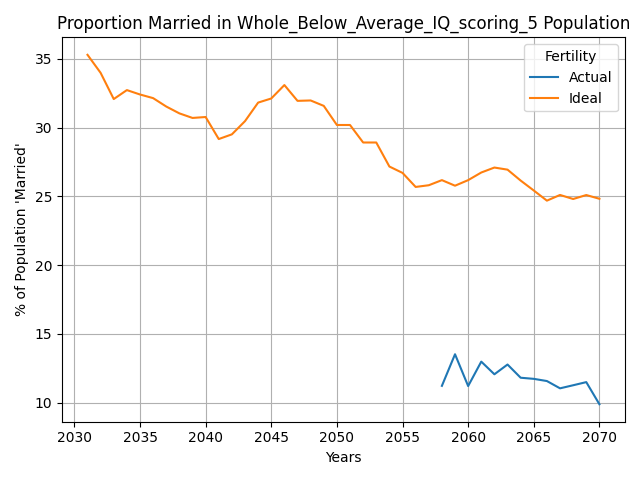 Proportion Married in Whole_Below_Average_IQ_scoring_5 Population
Fertility
Actual
Ideal
% of Population 'Married'
35
30
25
20
15
10
2030 2035 2040 2045 2050 2055 2060 2065 2070
Years